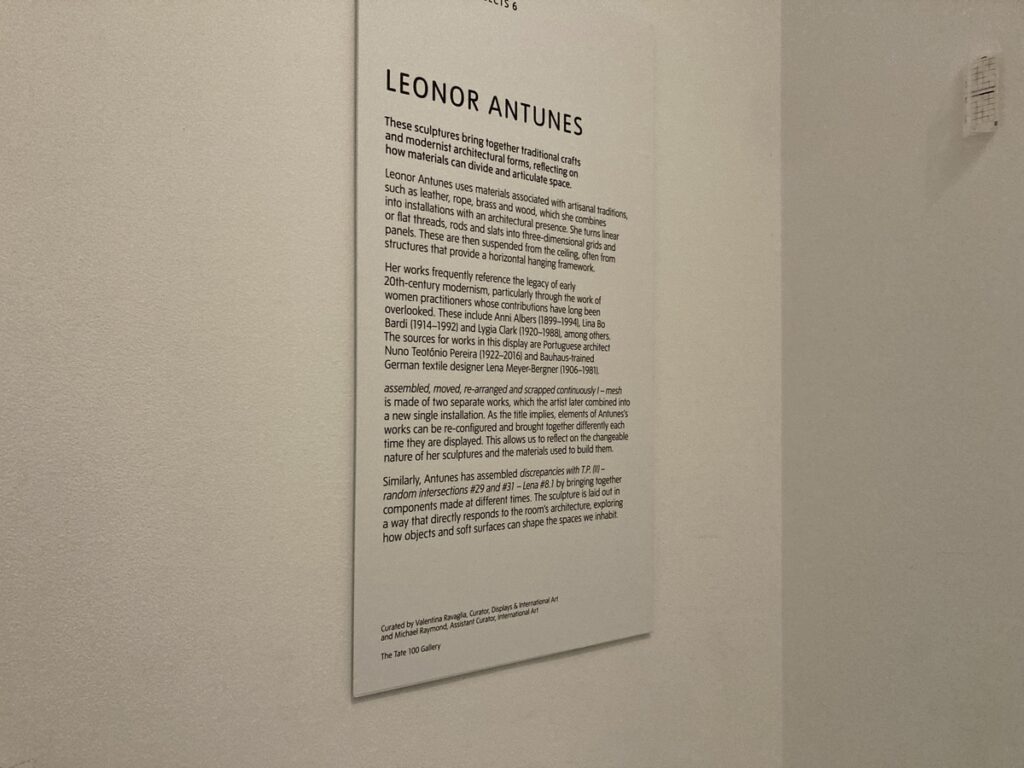 6
LEONOR ANTUNES
These sculptures bring together traditional crafts
and modernist architectural forms, reflecting on
how materials can divide and articulate space.
Leonor Antunes uses materials associated with artisanal traditions,
such as leather, rope, brass and wood, which she combines
into installations with an architectural presence. She turns linear
or flat threads, rods and slats into three-dimensional grids and
panels. These are then suspended from the ceiling, often from
structures that provide a horizontal hanging framework.
Her works frequently reference the legacy of early
20th-century modernism, particularly through the work of
women practitioners whose contributions have long been
overlooked. These include Anni Albers (1899–1994), Lina Bo
Bardi (1914–1992) and Lygia Clark (1920–1988), among others.
The sources for works in this display are Portuguese architect
Nuno Teotónio Pereira (1922–2016) and Bauhaus-trained
German textile designer Lena Meyer-Bergner (1906–1981).
assembled, moved, re-arranged and scrapped continuously I – mesh
is made of two separate works, which the artist later combined into
a new single installation. As the title implies, elements of Antunes's
works can be re-configured and brought together differently each
time they are displayed. This allows us to reflect on the changeable
nature of her sculptures and the materials used to build them.
Similarly, Antunes has assembled discrepancies with T.P. (II) –
random intersections #29 and #31 – Lena #8.1 by bringing together
components made at different times. The sculpture is laid out in
a way that directly responds to the room's architecture, exploring
how objects and soft surfaces can shape the spaces we inhabit.
Curated by Valentina Ravaglia, Curator, Displays & International Art
and Michael Raymond, Assistant Curator, International Art
The Tate 100 Gallery